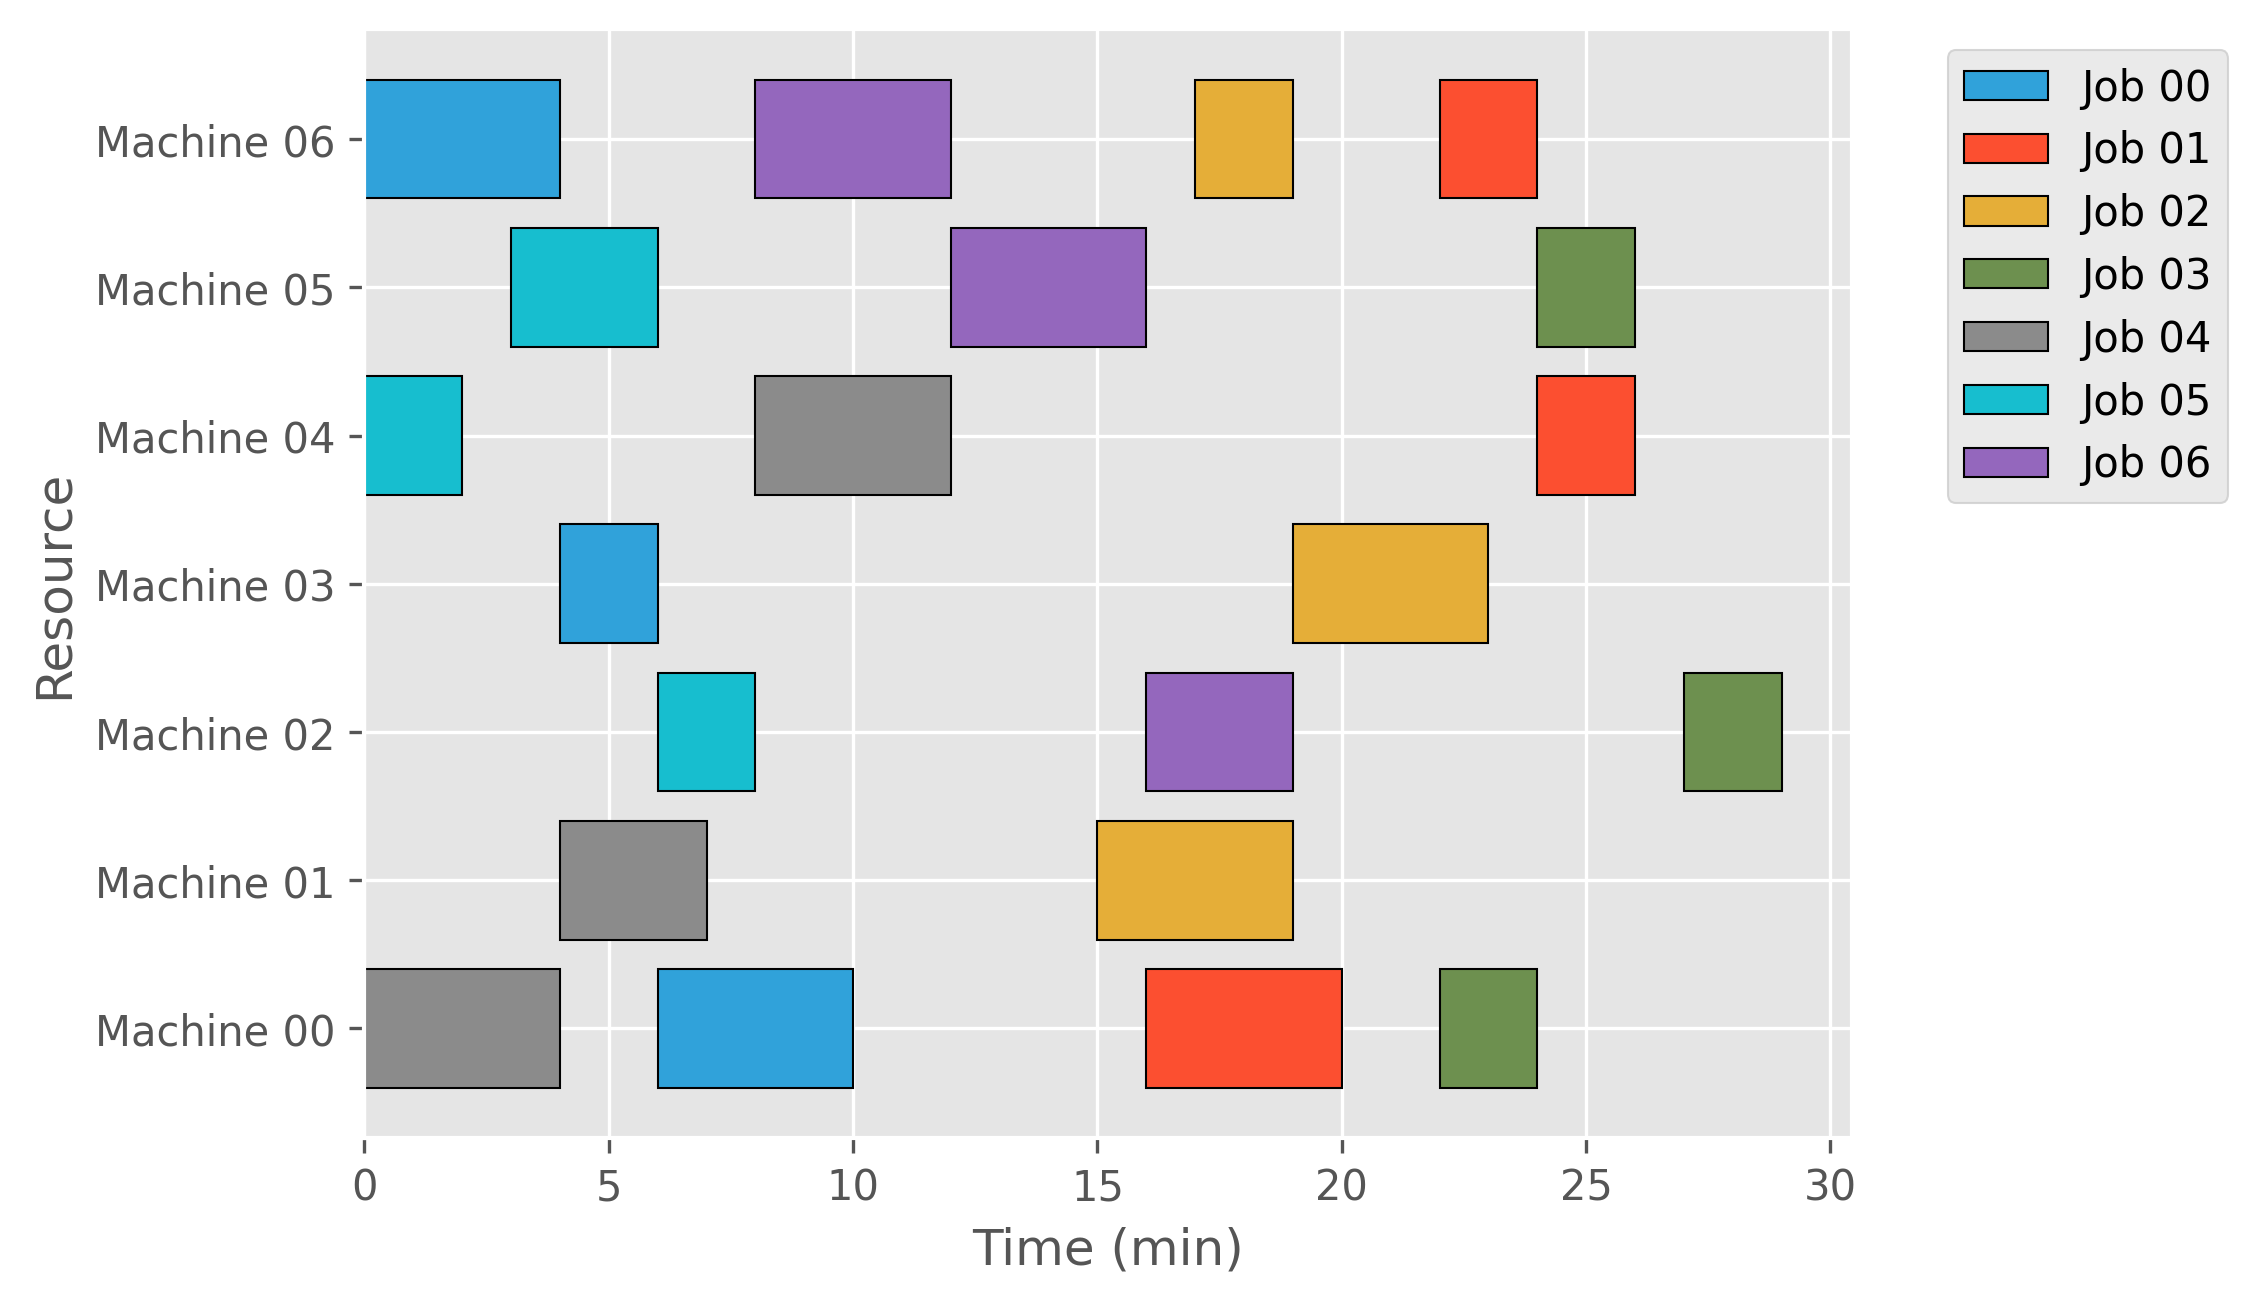 Machine 06
Machine 05
Machine 04
Machine 03
Machine 02
Machine 01
Machine 00
Resource
0 5 10 15 20 25 30
Time (min)
Job 00
Job 01
Job 02
Job 03
Job 04
Job 05
Job 06